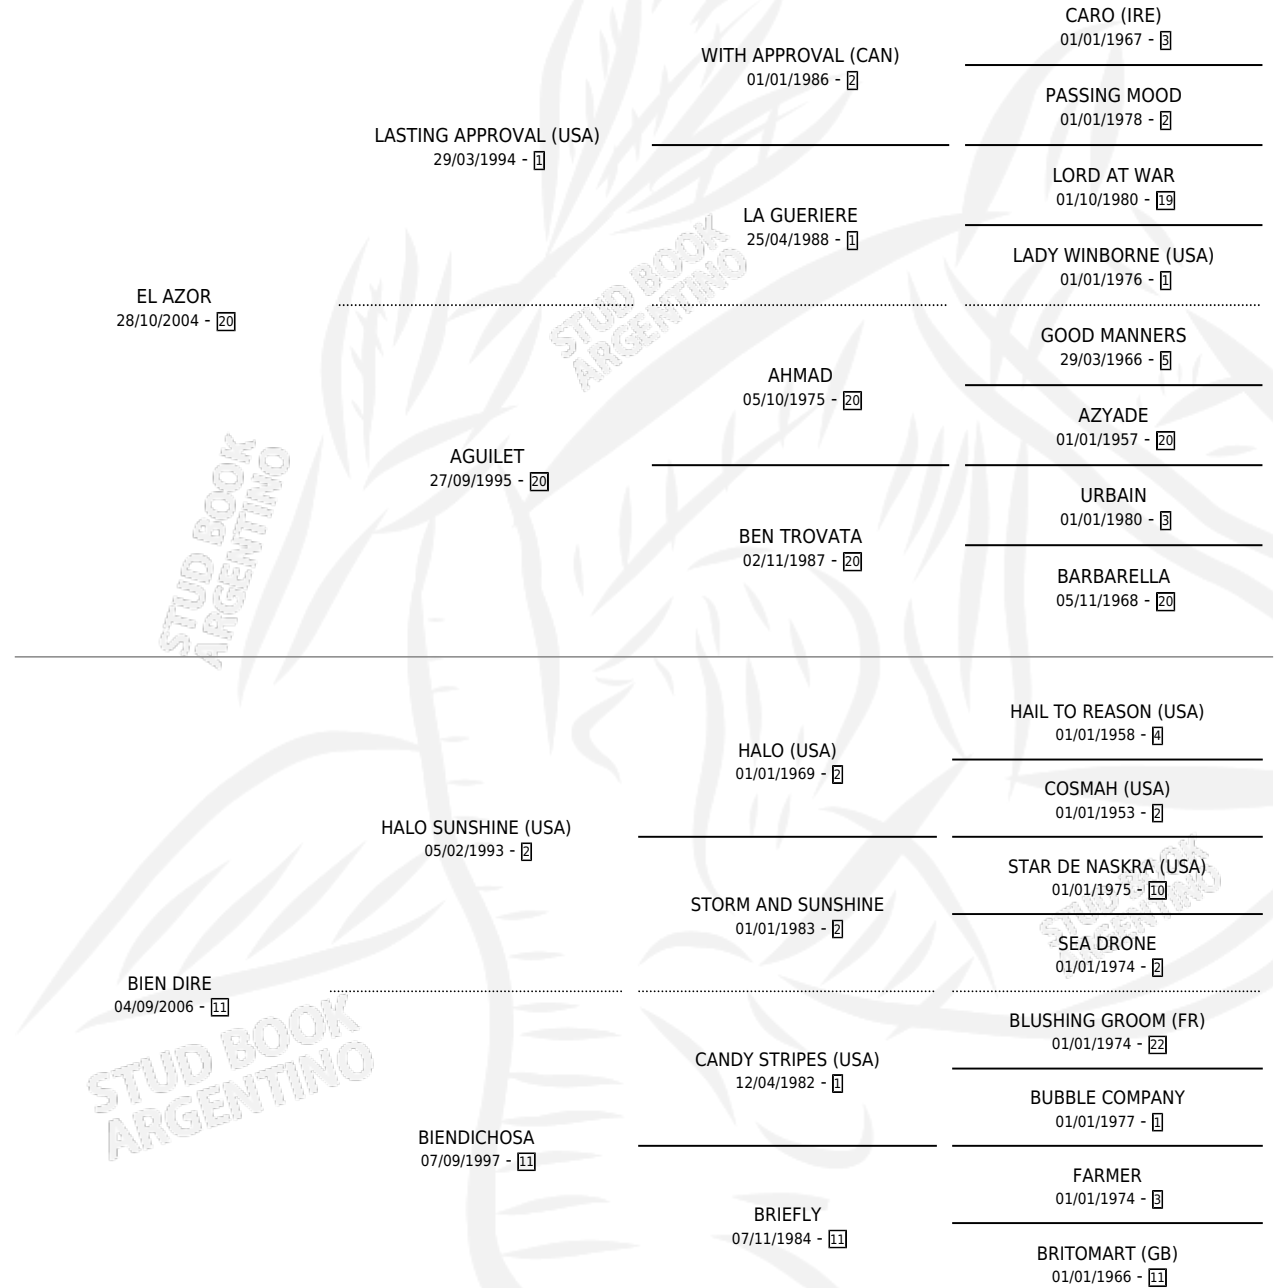 CARO (IRE)
01/01/1967 - 3
WITH APPROVAL (CAN)
01/01/1986 - 2
PASSING MOOD
01/01/1978 - 2
LASTING APPROVAL (USA)
29/03/1994 - 1
LORD AT WAR
01/10/1980 - 19
LA GUERIERE
25/04/1988 - 1
LADY WINBORNE (USA)
01/01/1976 - 1
EL AZOR
28/10/2004 - 20
GOOD MANNERS
29/03/1966 - 5
AHMAD
05/10/1975 - 20
AZYADE
01/01/1957 - 20
AGUILET
27/09/1995 - 20
URBAIN
01/01/1980 - 3
BEN TROVATA
02/11/1987 - 20
BARBARELLA
05/11/1968 - 20
HAIL TO REASON (USA)
01/01/1958 - 4
HALO (USA)
01/01/1969 - 2
COSMAH (USA)
01/01/1953 - 2
HALO SUNSHINE (USA)
05/02/1993 - 2
STAR DE NASKRA (USA)
01/01/1975 - 10
STORM AND SUNSHINE
01/01/1983 - 2
SEA DRONE
01/01/1974 - 2
BIEN DIRE
04/09/2006 - 11
BLUSHING GROOM (FR)
01/01/1974 - 22
CANDY STRIPES (USA)
12/04/1982 - 1
BUBBLE COMPANY
01/01/1977 - 1
BIENDICHOSA
07/09/1997 - 11
FARMER
01/01/1974 - 3
BRIEFLY
07/11/1984 - 11
BRITOMART (GB)
01/01/1966 - 11
STUD BOOK
ARGENTINO
STUD BOOK
ARGENTINO
STUD BOOK
ARGENTINO
STUD BOOK
ARGENTINO